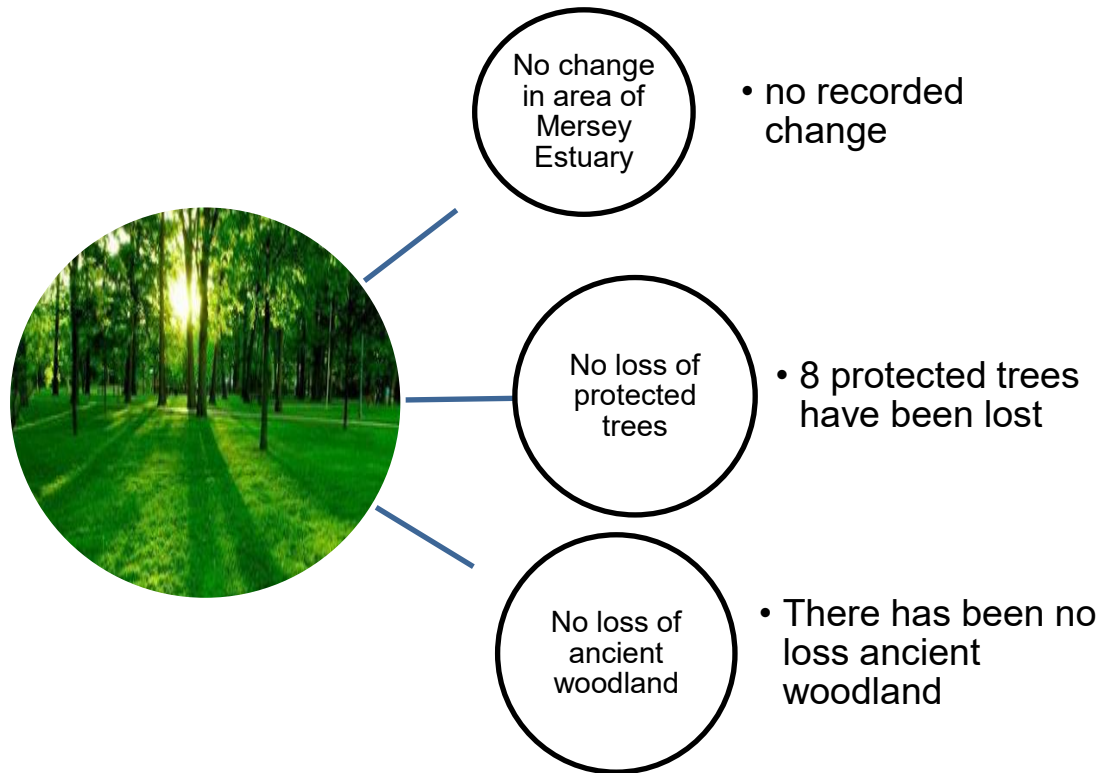 No change
in area of
Mersey
Estuary
• no recorded
change
No loss of
protected
trees
• 8 protected trees
have been lost
No loss of
ancient
woodland
• There has been no
loss ancient
woodland